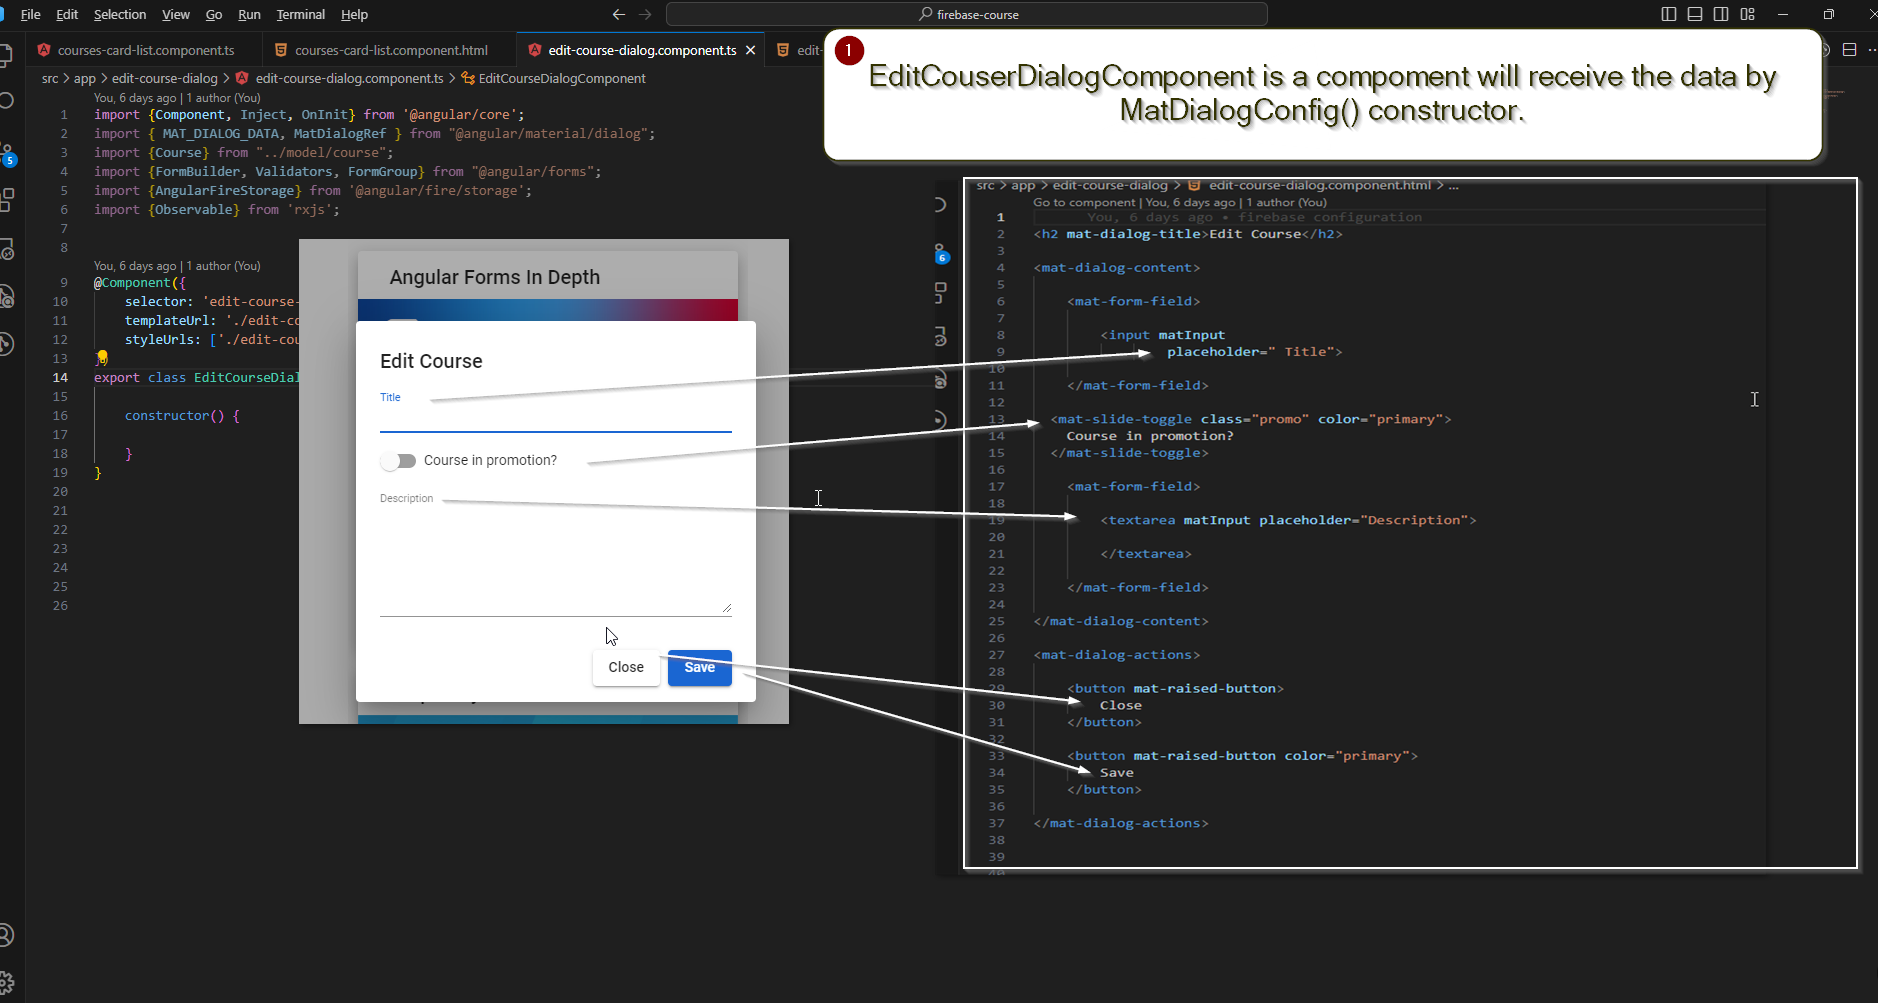 File Edit Selection View Go Run Terminal Help
firebase-course
courses-card-list.component.ts
courses-card-list.component.html
edit-course-dialog.component.ts
edit-
src > app > edit-course-dialog > edit-course-dialog.component.ts > EditCourseDialogComponent
You, 6 days ago | 1 author (You)
1 import {Component, Inject, OnInit} from '@angular/core';
2 import { MAT_DIALOG_DATA, MatDialogRef } from "@angular/material/dialog";
3 import {Course} from "../model/course";
4 import {FormBuilder, Validators, FormGroup} from "@angular/forms";
5 import {AngularFireStorage} from '@angular/fire/storage';
6 import {Observable} from 'rxjs';
7
8
You, 6 days ago | 1 author (You)
9 @Component({
10 selector: 'edit-course-
11 templateUrl: './edit-co
12 styleUrls: ['./edit-cou
13
14 export class EditCourseDial
15
16 constructor() {
17
18 }
19 }
20
21
22
23
24
25
26
5
1
EditCouserDialogComponent is a compoment will receive the data by
MatDialogConfig() constructor.
Angular Forms In Depth
Edit Course
Title
Course in promotion?
Description
Close
Save
6
src > app > edit-course-dialog > edit-course-dialog.component.html > ...
Go to component | You, 6 days ago | 1 author (You)
1 You, 6 days ago • firebase configuration
2 <h2 mat-dialog-title>Edit Course</h2>
3
4 <mat-dialog-content>
5
6 <mat-form-field>
7
8 <input matInput
9 placeholder=" Title">
10
11 </mat-form-field>
12
13 <mat-slide-toggle class="promo" color="primary">
14 Course in promotion?
15 </mat-slide-toggle>
16
17 <mat-form-field>
18
19 <textarea matInput placeholder="Description">
20
21 </textarea>
22
23 </mat-form-field>
24
25 </mat-dialog-content>
26
27 <mat-dialog-actions>
28
29 <button mat-raised-button>
30 Close
31 </button>
32
33 <button mat-raised-button color="primary">
34 Save
35 </button>
36
37 </mat-dialog-actions>
38
39
40